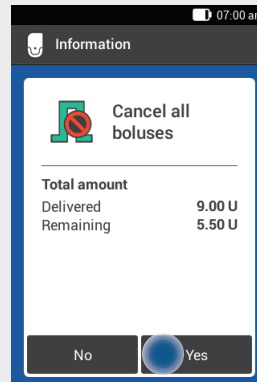 07:00 am
Information
Cancel all
boluses
Total amount
Delivered 9.00 U
Remaining 5.50 U
No Yes